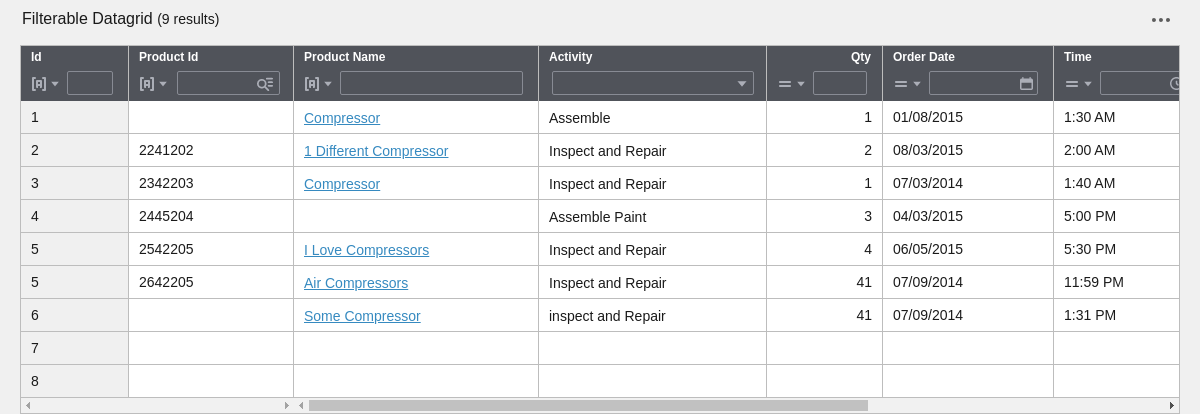 Filterable Datagrid (9 results)
Id Product Id Product Name Activity Qty Order Date Time
1 Compressor Assemble 1 01/08/2015 1:30 AM
2 2241202 1 Different Compressor Inspect and Repair 2 08/03/2015 2:00 AM
3 2342203 Compressor Inspect and Repair 1 07/03/2014 1:40 AM
4 2445204 Assemble Paint 3 04/03/2015 5:00 PM
5 2542205 I Love Compressors Inspect and Repair 4 06/05/2015 5:30 PM
5 2642205 Air Compressors Inspect and Repair 41 07/09/2014 11:59 PM
6 Some Compressor inspect and Repair 41 07/09/2014 1:31 PM
7
8